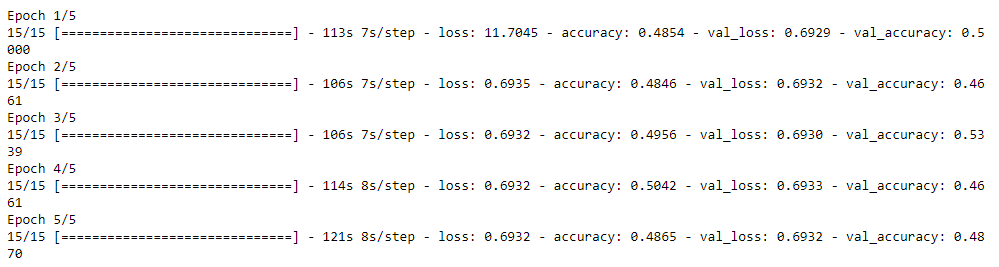 Epoch 1/5
15/15 [==============================] - 113s 7s/step - loss: 11.7045 - accuracy: 0.4854 - val_loss: 0.6929 - val_accuracy: 0.5
000
Epoch 2/5
15/15 [==============================] - 106s 7s/step - loss: 0.6935 - accuracy: 0.4846 - val_loss: 0.6932 - val_accuracy: 0.46
61
Epoch 3/5
15/15 [==============================] - 106s 7s/step - loss: 0.6932 - accuracy: 0.4956 - val_loss: 0.6930 - val_accuracy: 0.53
39
Epoch 4/5
15/15 [==============================] - 114s 8s/step - loss: 0.6932 - accuracy: 0.5042 - val_loss: 0.6933 - val_accuracy: 0.46
61
Epoch 5/5
15/15 [==============================] - 121s 8s/step - loss: 0.6932 - accuracy: 0.4865 - val_loss: 0.6932 - val_accuracy: 0.48
70